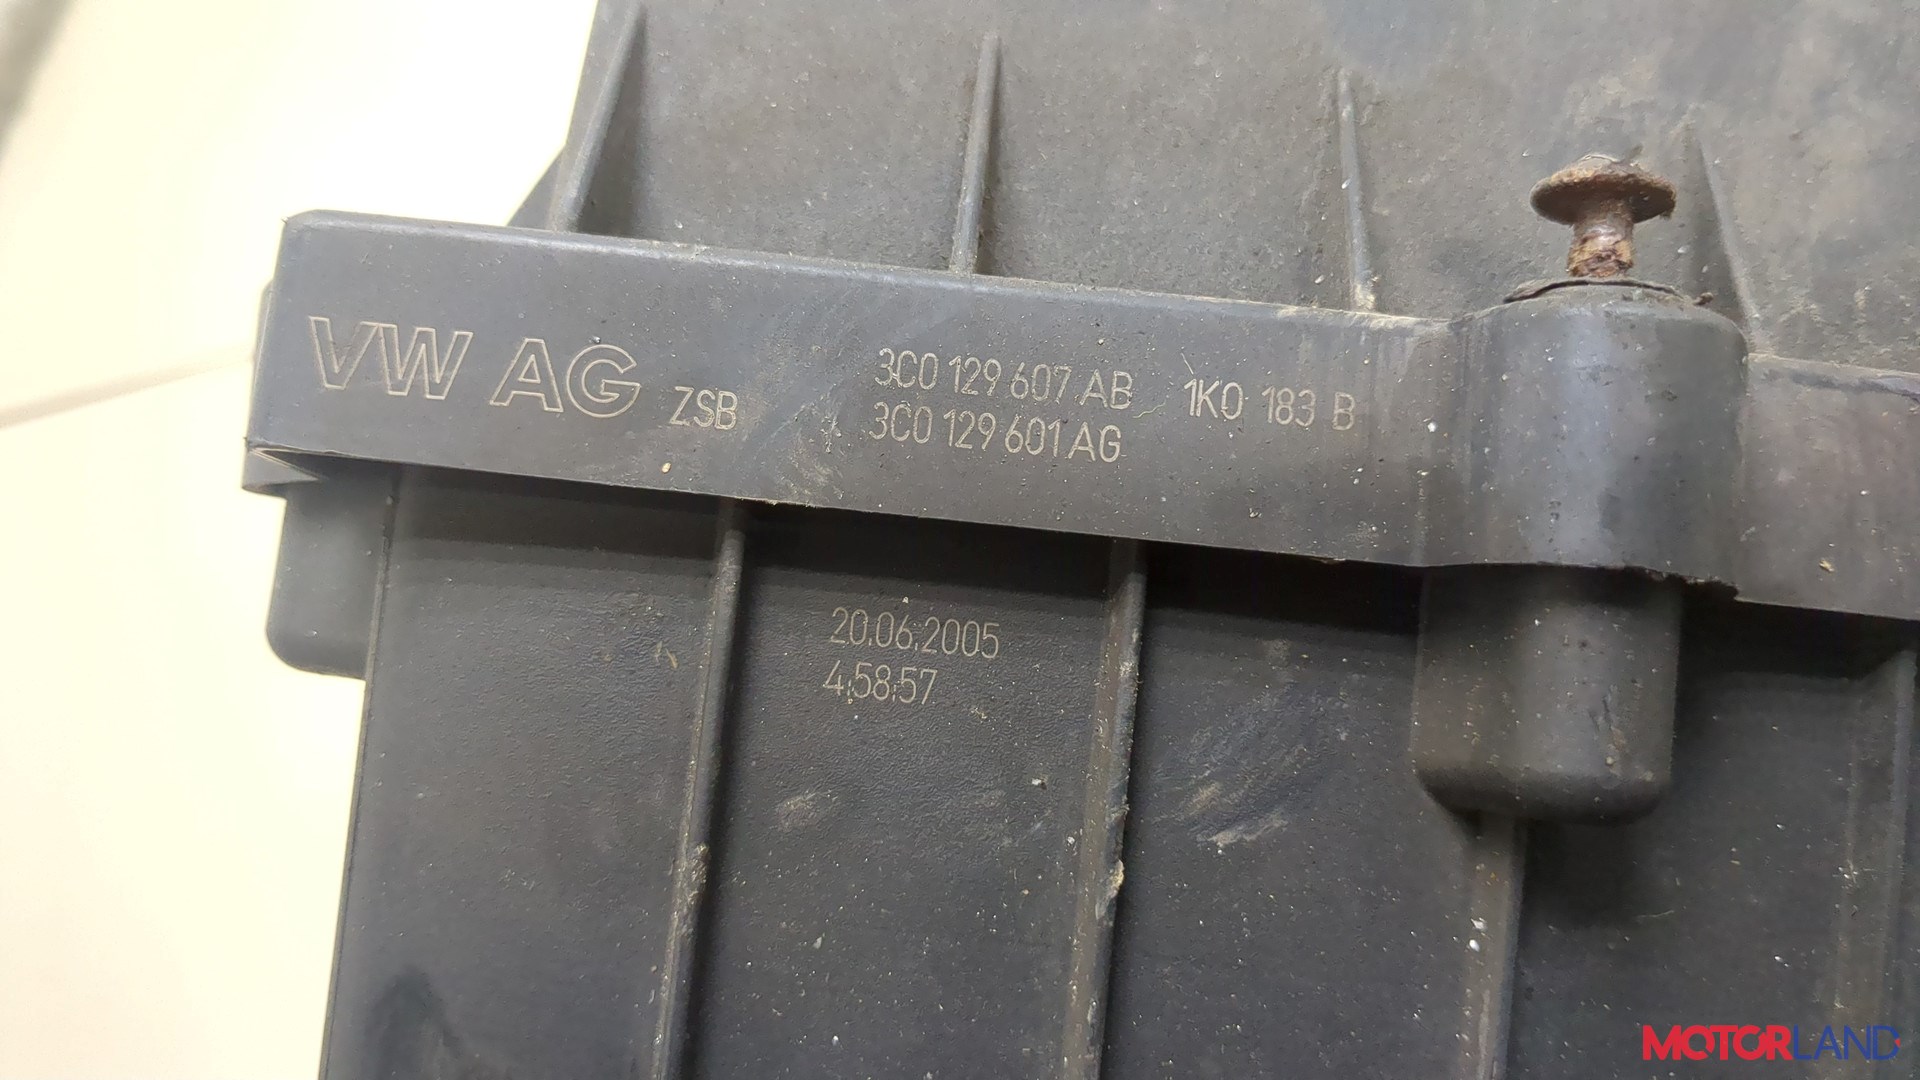 VW AG ZSB 3C0 129 607 AB 1K0 183 B
3C0 129 601 AG
20.06.2005
4:58:57
MOTORLAND